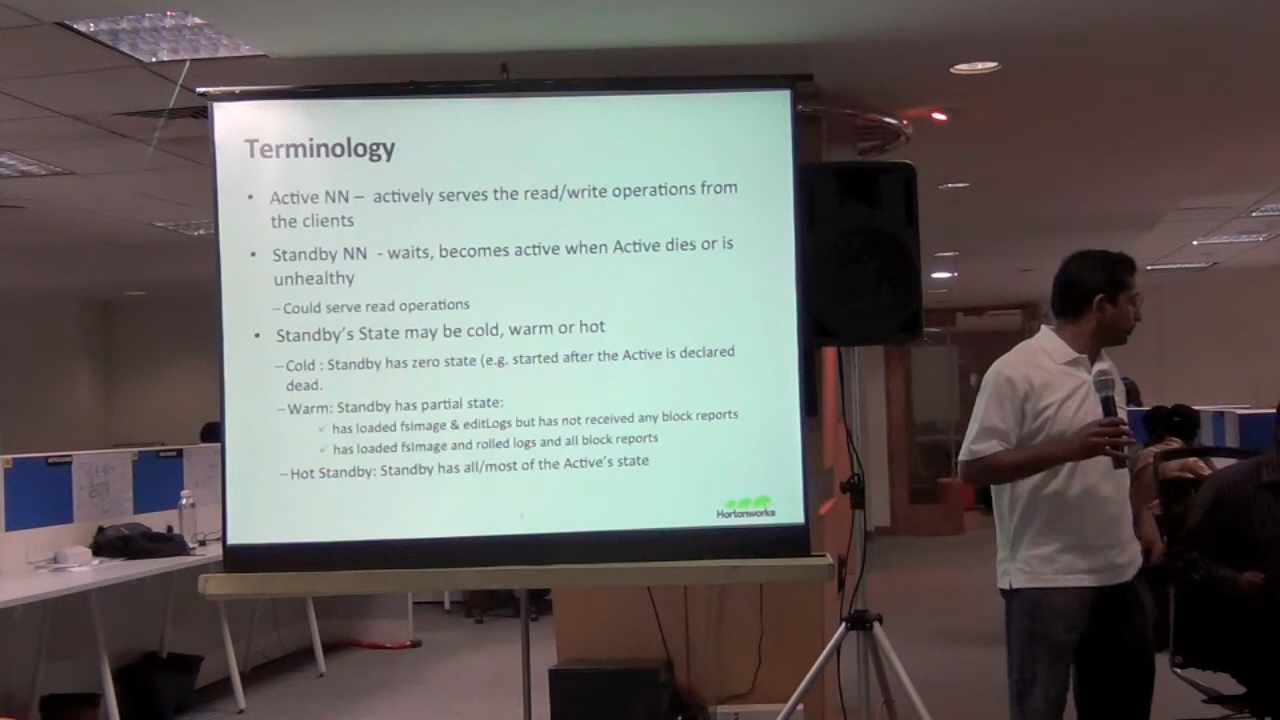 Terminology
• Active NN – actively serves the read/write operations from
the clients
• Standby NN - waits, becomes active when Active dies or is
unhealthy
– Could serve read operations
• Standby's State may be cold, warm or hot
– Cold : Standby has zero state (e.g. started after the Active is declared
dead.
– Warm: Standby has partial state:
✓ has loaded fsImage & editLogs but has not received any block reports
✓ has loaded fsImage and rolled logs and all block reports
– Hot Standby: Standby has all/most of the Active's state
Hortonworks